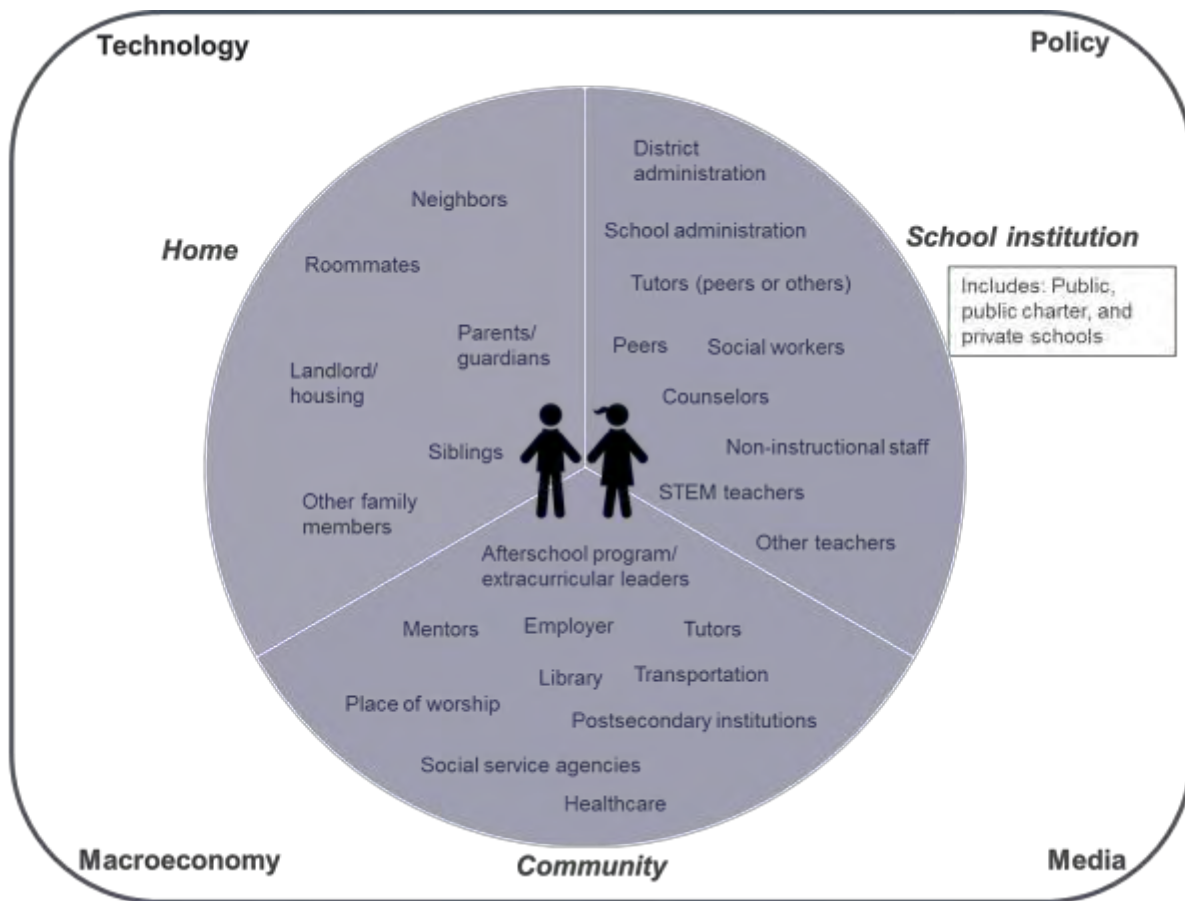 Technology
Policy
Home
Neighbors
Roommates
Parents/
guardians
Landlord/
housing
Siblings
Other family
members
District
administration
School administration
Tutors (peers or others)
Peers
Social workers
Counselors
Non-instructional staff
STEM teachers
Other teachers
School institution
Includes: Public,
public charter, and
private schools
Afterschool program/
extracurricular leaders
Mentors
Employer
Tutors
Library
Transportation
Place of worship
Postsecondary institutions
Social service agencies
Healthcare
Macroeconomy
Community
Media